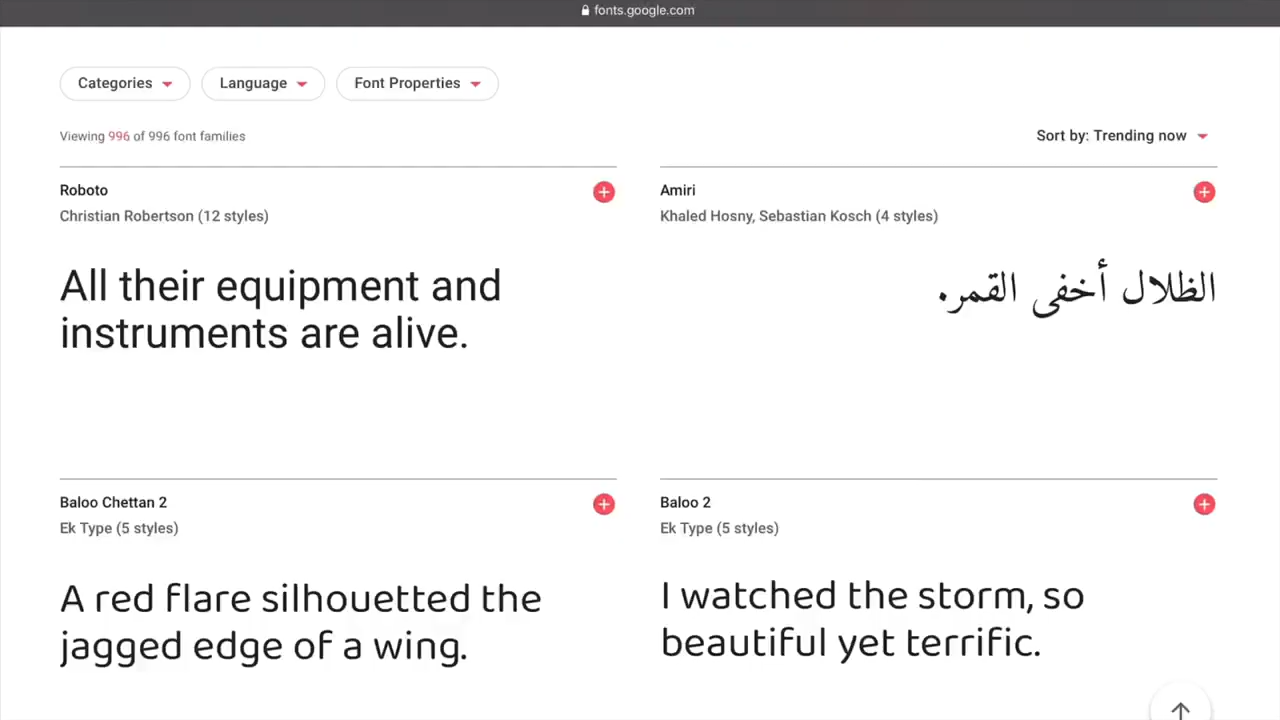 fonts.google.com
Categories
Language
Font Properties
Viewing 996 of 996 font families
Sort by: Trending now
Roboto
Christian Robertson (12 styles)
All their equipment and
instruments are alive.
Amiri
Khaled Hosny, Sebastian Kosch (4 styles)
الظلال أخفى القمر.
Baloo Chettan 2
Ek Type (5 styles)
A red flare silhouetted the
jagged edge of a wing.
Baloo 2
Ek Type (5 styles)
I watched the storm, so
beautiful yet terrific.